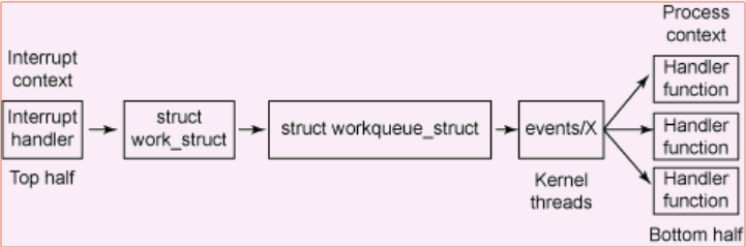 Process
context
Interrupt
context
Handler
function
Interrupt
handler
struct
work_struct
struct workqueue_struct
events/X
Handler
function
Top half
Kernel
threads
Handler
function
Bottom half